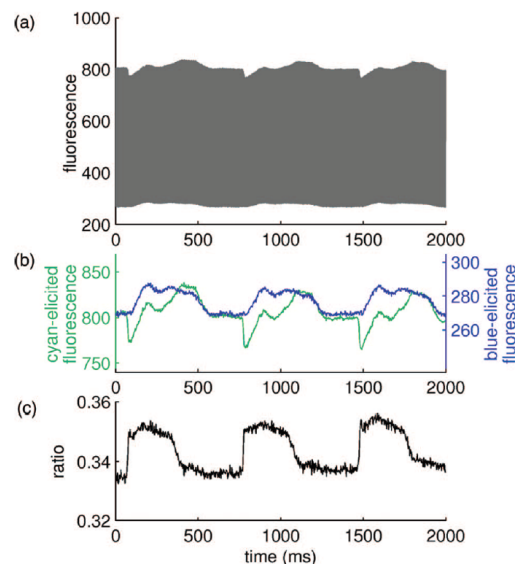 (a)
1000
800
600
400
200
fluorescence
0 500 1000 1500 2000
(b)
850
800
750
cyan-elicited
fluorescence
300
280
260
blue-elicited
fluorescence
0 500 1000 1500 2000
(c)
0.36
0.34
0.32
ratio
0 500 1000 1500 2000
time (ms)